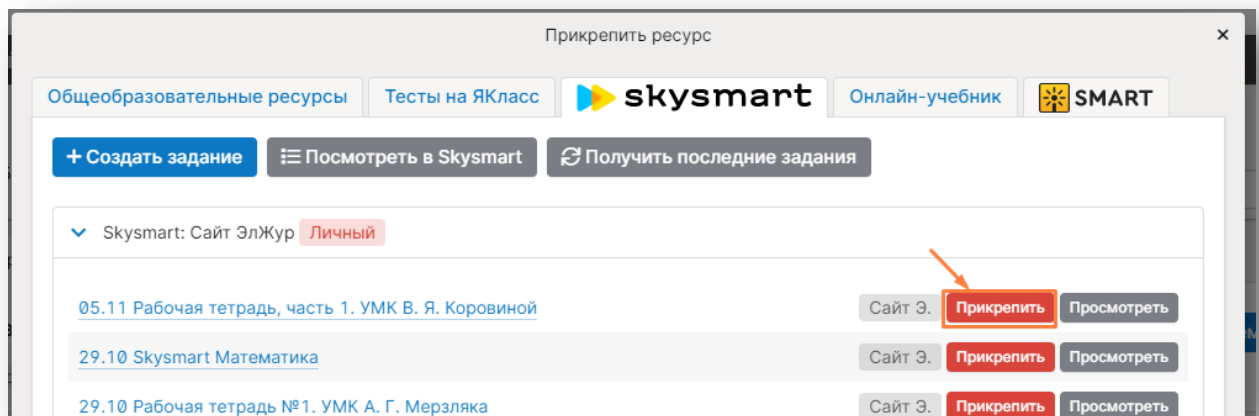 Прикрепить ресурс ×
Общеобразовательные ресурсы Тесты на ЯКласс skysmart Онлайн-учебник SMART
+ Создать задание Посмотреть в Skysmart Получить последние задания
Skysmart: Сайт ЭлЖур Личный
05.11 Рабочая тетрадь, часть 1. УМК В. Я. Коровиной Сайт Э. Прикрепить Просмотреть
29.10 Skysmart Математика Сайт Э. Прикрепить Просмотреть
29.10 Рабочая тетрадь №1. УМК А. Г. Мерзляка Сайт Э. Прикрепить Просмотреть